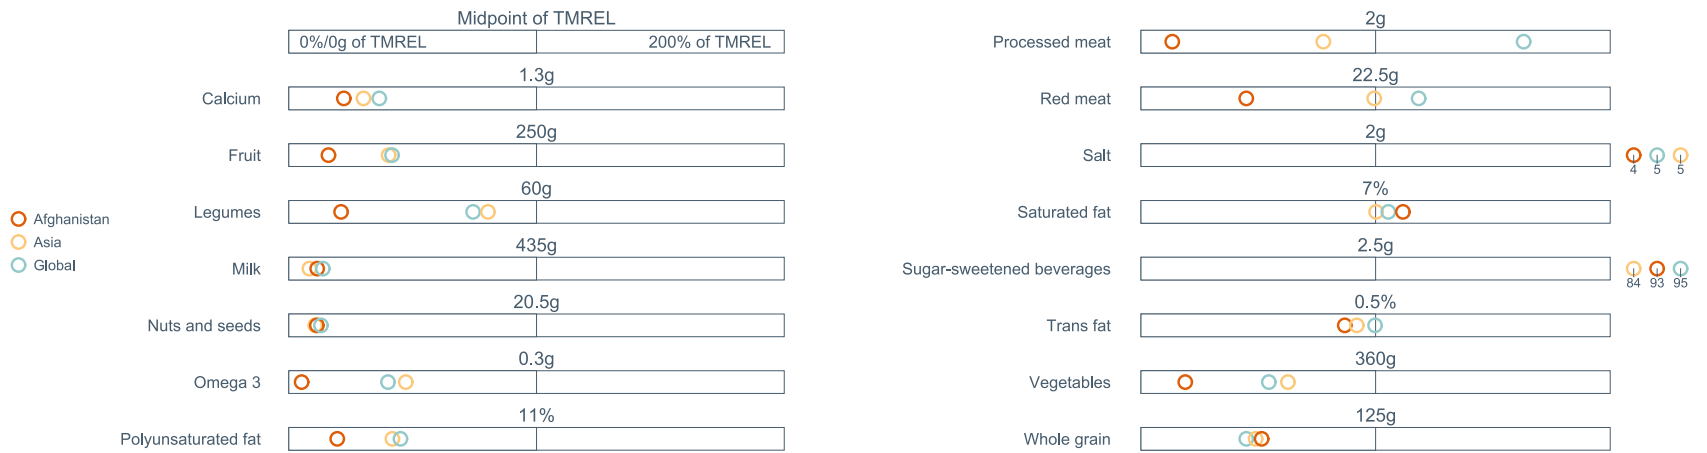 Midpoint of TMREL
0%/0g of TMREL
200% of TMREL
1.3g
Calcium
250g
Fruit
60g
Legumes
435g
Milk
20.5g
Nuts and seeds
0.3g
Omega 3
11%
Polyunsaturated fat
Afghanistan
Asia
Global
2g
Processed meat
22.5g
Red meat
2g
Salt
4 5 5
7%
Saturated fat
2.5g
Sugar-sweetened beverages
84 93 95
0.5%
Trans fat
360g
Vegetables
125g
Whole grain